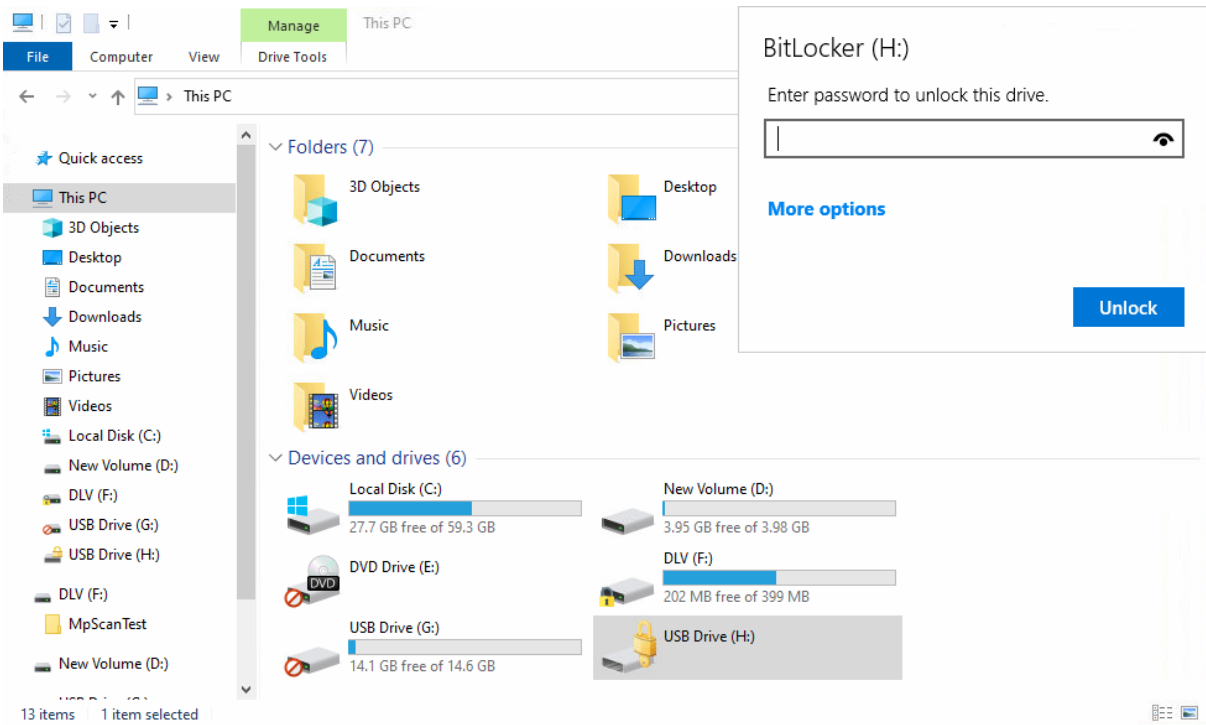 Manage
This PC
File
Computer
View
Drive Tools
This PC
Quick access
This PC
3D Objects
Desktop
Documents
Downloads
Music
Pictures
Videos
Local Disk (C:)
New Volume (D:)
DLV (F:)
USB Drive (G:)
USB Drive (H:)
DLV (F:)
MpScanTest
New Volume (D:)
Folders (7)
3D Objects
Desktop
Documents
Downloads
Music
Pictures
Videos
Devices and drives (6)
Local Disk (C:)
27.7 GB free of 59.3 GB
New Volume (D:)
3.95 GB free of 3.98 GB
DVD Drive (E:)
DVD
DLV (F:)
202 MB free of 399 MB
USB Drive (G:)
14.1 GB free of 14.6 GB
USB Drive (H:)
13 items
1 item selected
BitLocker (H:)
Enter password to unlock this drive.
More options
Unlock